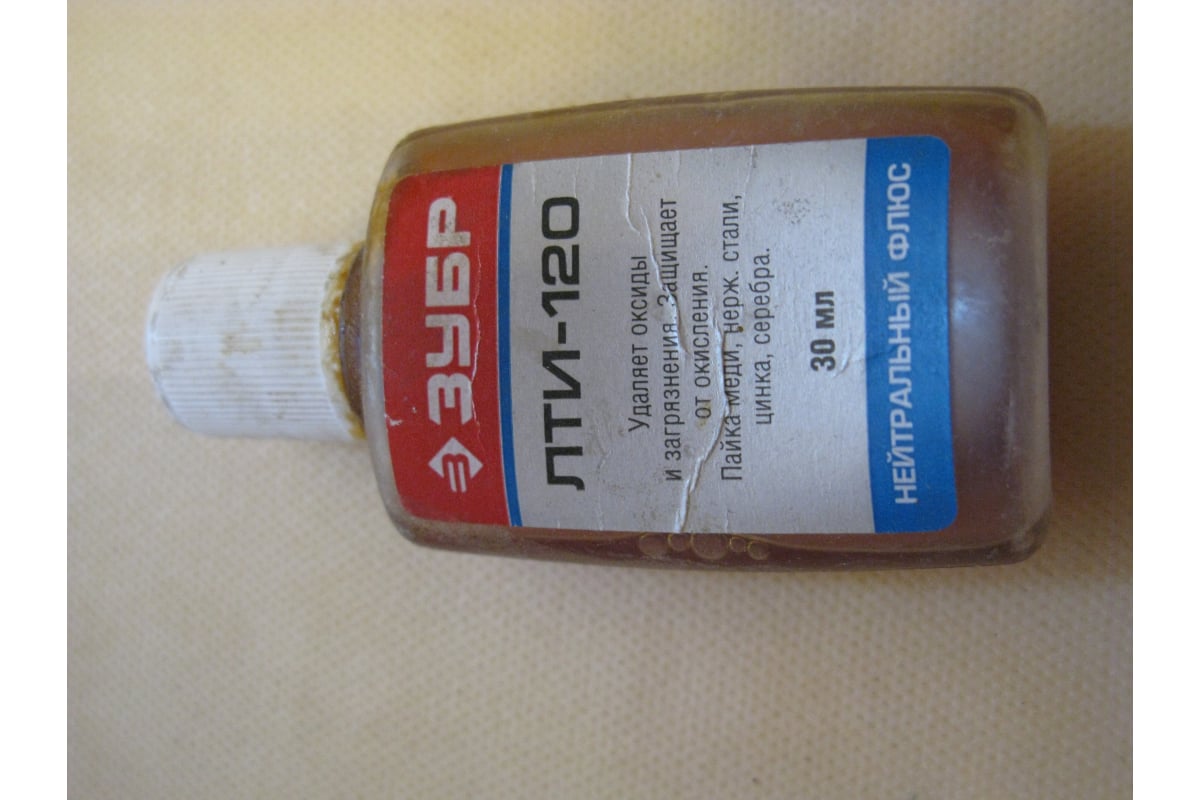 ЗУБР
ЛТИ-120
Удаляет оксиды
и загрязнения. Защищает
от окисления.
Пайка меди, нерж. стали,
цинка, серебра.
30 мл
НЕЙТРАЛЬНЫЙ ФЛЮС